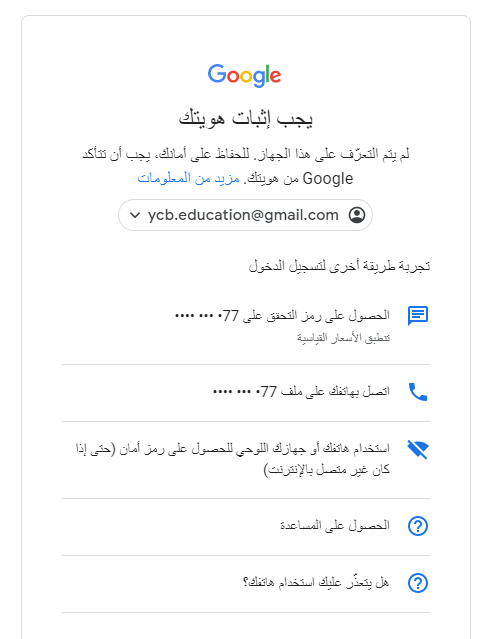 Google
يجب إثبات هويتك
لم يتم التعرّف على هذا الجهاز. للحفاظ على أمانك، يجب أن تتأكد
Google من هويتك. مزيد من المعلومات
ycb.education@gmail.com
تجربة طريقة أخرى لتسجيل الدخول
الحصول على رمز التحقق على 77• ••• ••••
تنطبق الأسعار القياسية
اتصل بهاتفك على ملف 77• ••• ••••
استخدام هاتفك أو جهازك اللوحي للحصول على رمز أمان (حتى إذا
كان غير متصل بالإنترنت)
الحصول على المساعدة
هل يتعذّر عليك استخدام هاتفك؟